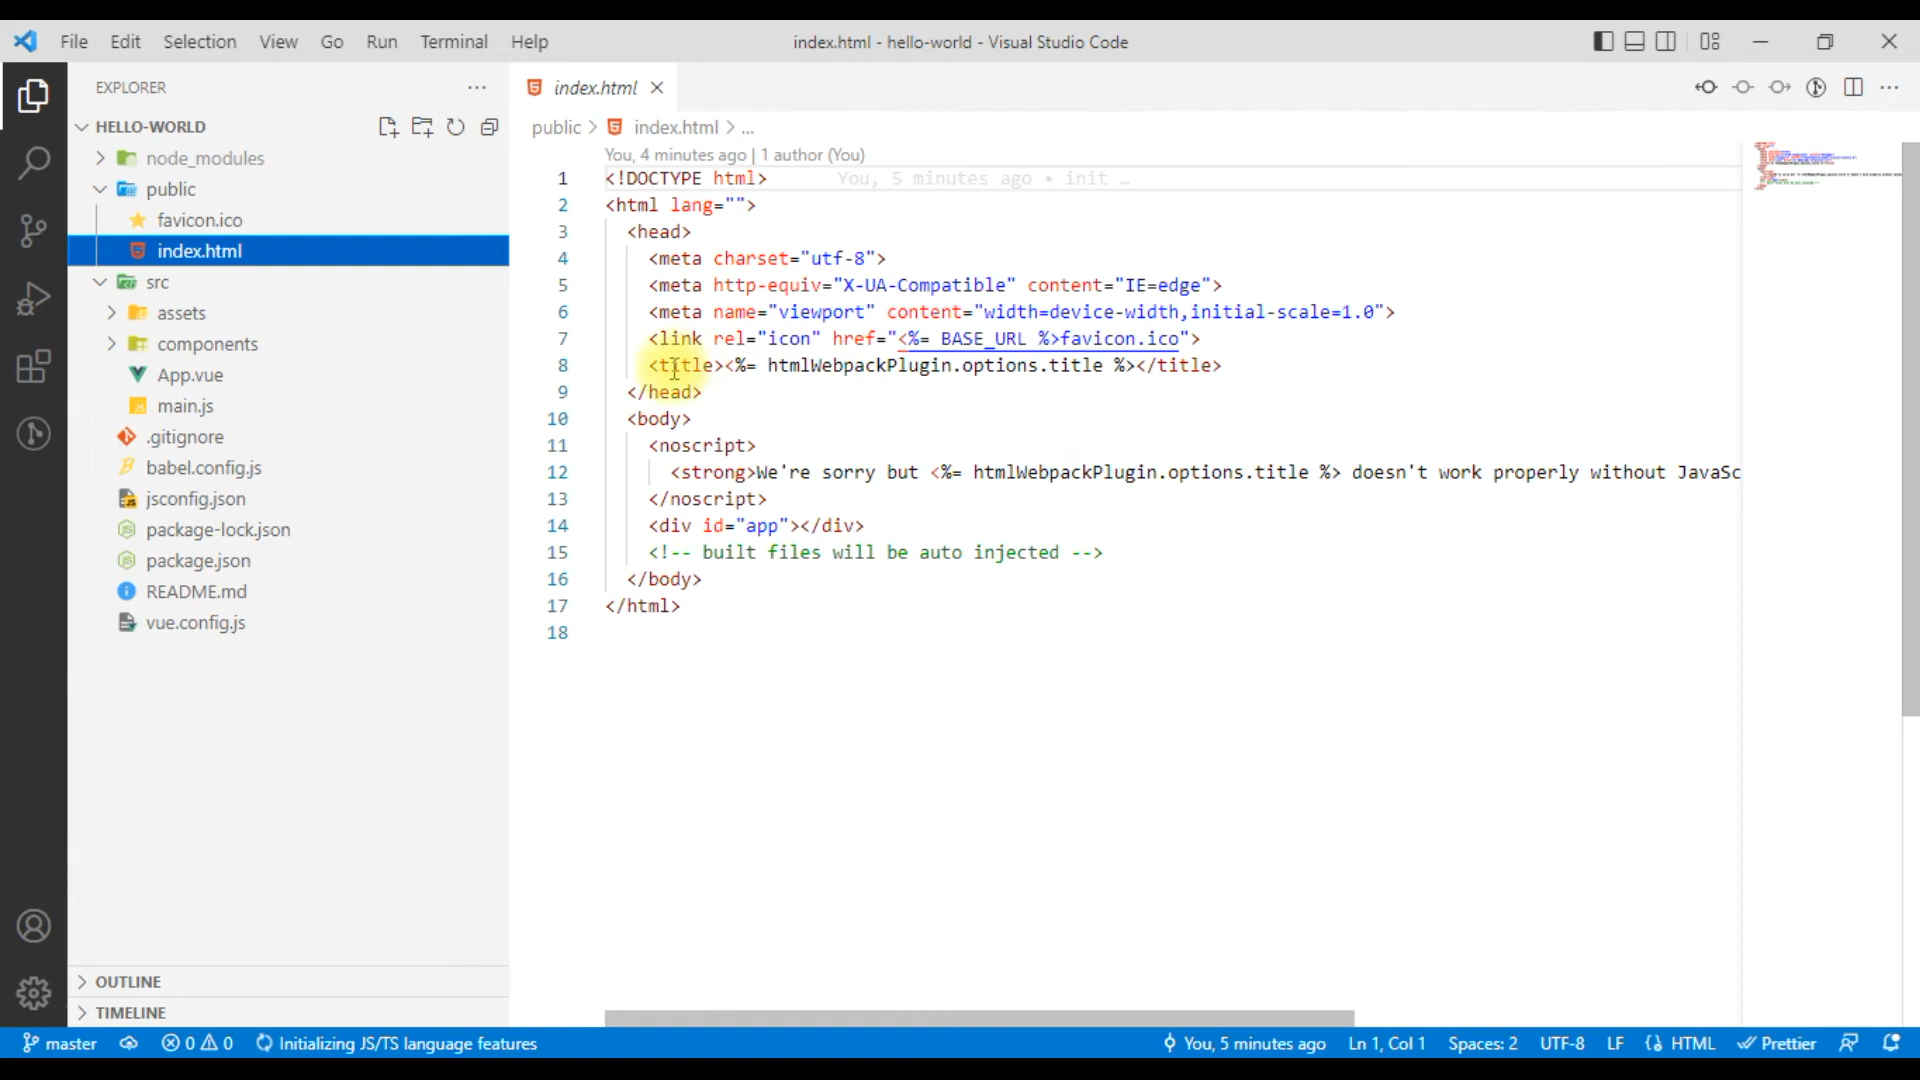 File Edit Selection View Go Run Terminal Help index.html - hello-world - Visual Studio Code
EXPLORER
HELLO-WORLD
node_modules
public
favicon.ico
index.html
src
assets
components
App.vue
main.js
.gitignore
babel.config.js
jsconfig.json
package-lock.json
package.json
README.md
vue.config.js
OUTLINE
TIMELINE
index.html
public > index.html > ...
You, 4 minutes ago | 1 author (You)
1 <!DOCTYPE html> You, 5 minutes ago • init …
2 <html lang="">
3 <head>
4 <meta charset="utf-8">
5 <meta http-equiv="X-UA-Compatible" content="IE=edge">
6 <meta name="viewport" content="width=device-width,initial-scale=1.0">
7 <link rel="icon" href="<%= BASE_URL %>favicon.ico">
8 <title><%= htmlWebpackPlugin.options.title %></title>
9 </head>
10 <body>
11 <noscript>
12 <strong>We're sorry but <%= htmlWebpackPlugin.options.title %> doesn't work properly without JavaSc
13 </noscript>
14 <div id="app"></div>
15 <!-- built files will be auto injected -->
16 </body>
17 </html>
18
master 0 0 Initializing JS/TS language features You, 5 minutes ago Ln 1, Col 1 Spaces: 2 UTF-8 LF HTML Prettier